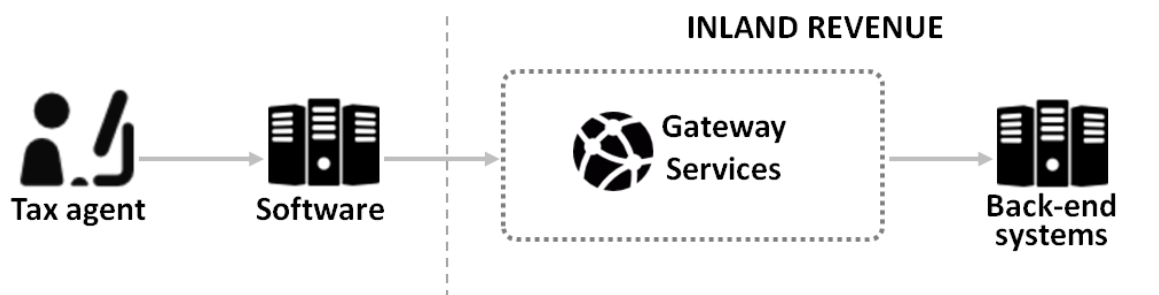 INLAND REVENUE
Gateway
Services
Tax agent
Software
Back-end
systems